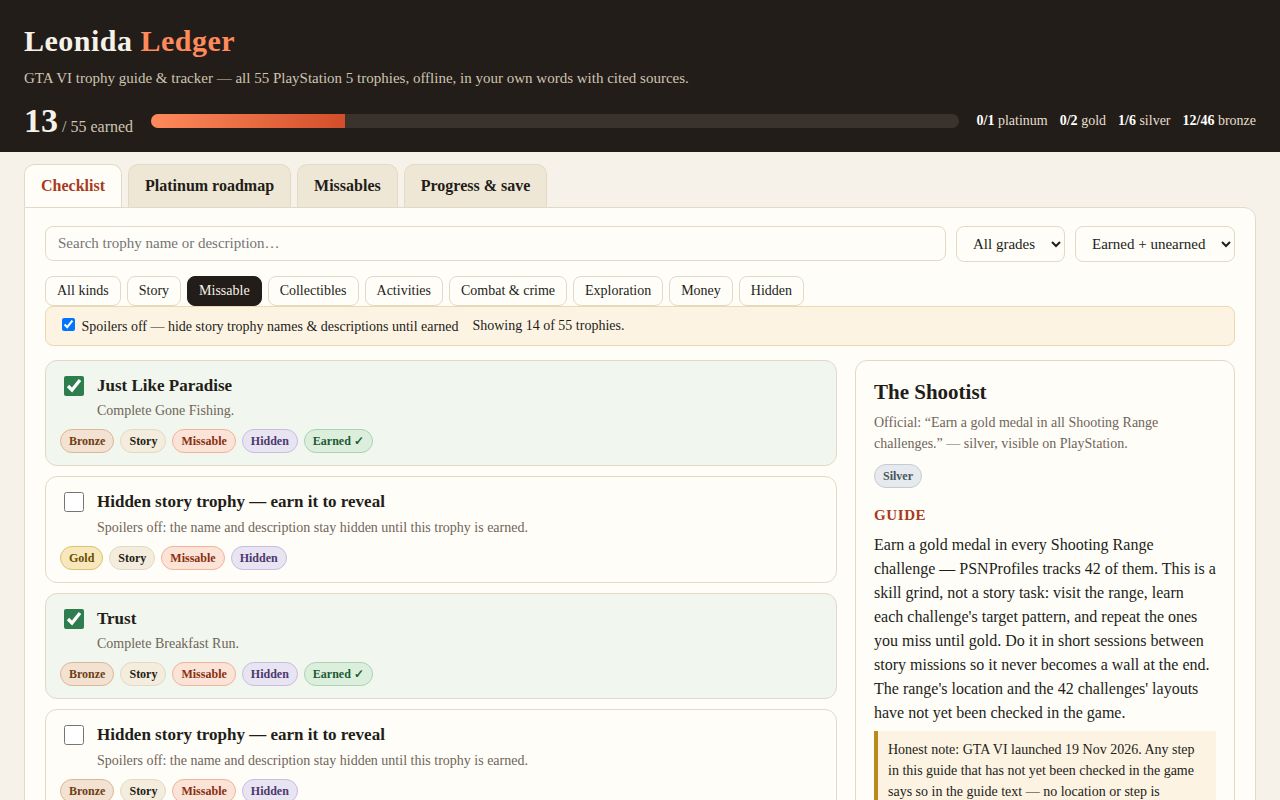 Leonida Ledger
GTA VI trophy guide & tracker — all 55 PlayStation 5 trophies, offline, in your own words with cited sources.
13 / 55 earned
0/1 platinum 0/2 gold 1/6 silver 12/46 bronze
Checklist
Platinum roadmap
Missables
Progress & save
Search trophy name or description…
All grades
Earned + unearned
All kinds
Story
Missable
Collectibles
Activities
Combat & crime
Exploration
Money
Hidden
Spoilers off — hide story trophy names & descriptions until earned
Showing 14 of 55 trophies.
Just Like Paradise
Complete Gone Fishing.
Bronze Story Missable Hidden Earned ✓
Hidden story trophy — earn it to reveal
Spoilers off: the name and description stay hidden until this trophy is earned.
Gold Story Missable Hidden
Trust
Complete Breakfast Run.
Bronze Story Missable Hidden Earned ✓
Hidden story trophy — earn it to reveal
Spoilers off: the name and description stay hidden until this trophy is earned.
Bronze Story Missable Hidden
The Shootist
Official: “Earn a gold medal in all Shooting Range
challenges.” — silver, visible on PlayStation.
Silver
GUIDE
Earn a gold medal in every Shooting Range
challenge — PSNProfiles tracks 42 of them. This is a
skill grind, not a story task: visit the range, learn
each challenge's target pattern, and repeat the ones
you miss until gold. Do it in short sessions between
story missions so it never becomes a wall at the end.
The range's location and the 42 challenges' layouts
have not yet been checked in the game.
Honest note: GTA VI launched 19 Nov 2026. Any step
in this guide that has not yet been checked in the game
says so in the guide text — no location or step is